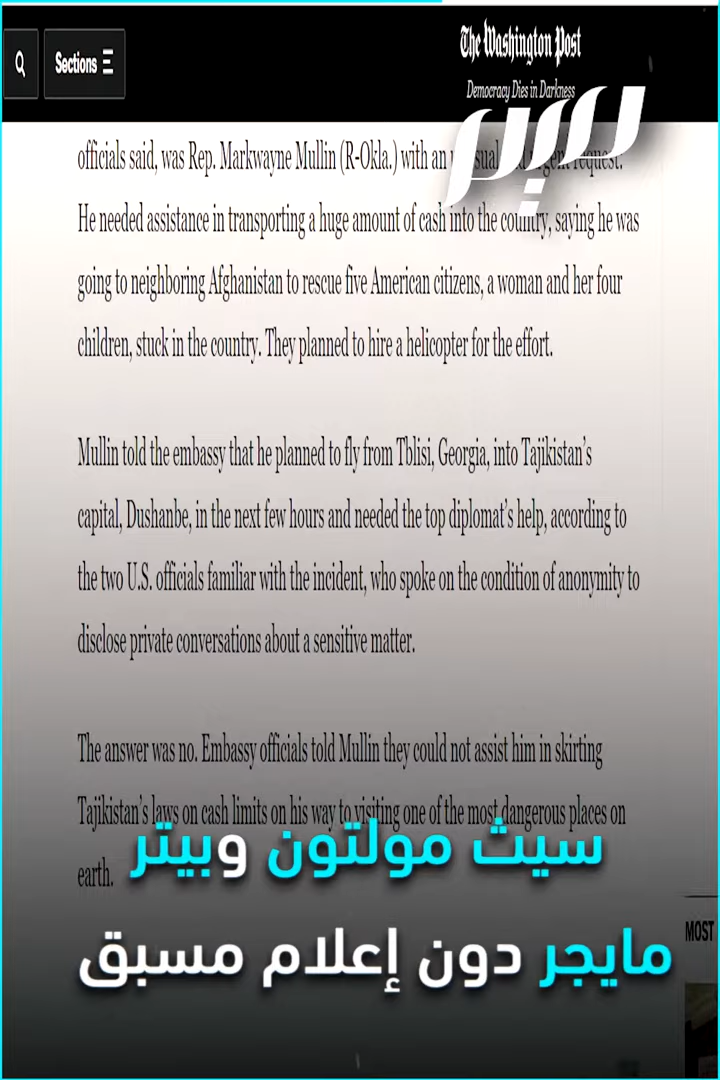 The Washington Post
Democracy Dies in Darkness
Sections
officials said, was Rep. Markwayne Mullin (R-Okla.) with an request.
He needed assistance in transporting a huge amount of cash into the country, saying he was
going to neighboring Afghanistan to rescue five American citizens, a woman and her four
children, stuck in the country. They planned to hire a helicopter for the effort.
Mullin told the embassy that he planned to fly from Tblisi, Georgia, into Tajikistan’s
capital, Dushanbe, in the next few hours and needed the top diplomat’s help, according to
the two U.S. officials familiar with the incident, who spoke on the condition of anonymity to
disclose private conversations about a sensitive matter.
The answer was no. Embassy officials told Mullin they could not assist him in skirting
Tajikistan’s laws on cash limits on his way to visiting one of the most dangerous places on
earth.
سيث مولتون وبيتر
مايجر دون إعلام مسبق
MOST